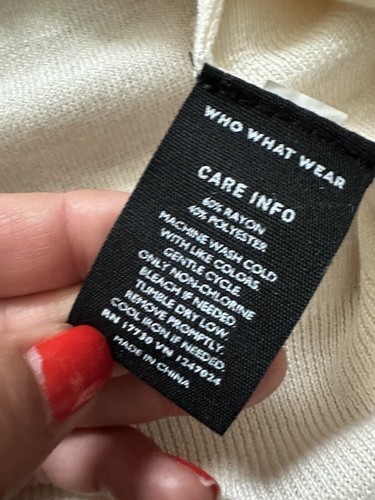 WHO WHAT WEAR
CARE INFO
60% RAYON
40% POLYESTER
MACHINE WASH COLD
WITH LIKE COLORS.
GENTLE CYCLE
ONLY NON-CHLORINE
BLEACH IF NEEDED.
TUMBLE DRY LOW.
REMOVE PROMPTLY.
COOL IRON IF NEEDED.
RN 17730 VN 1247024
MADE IN CHINA